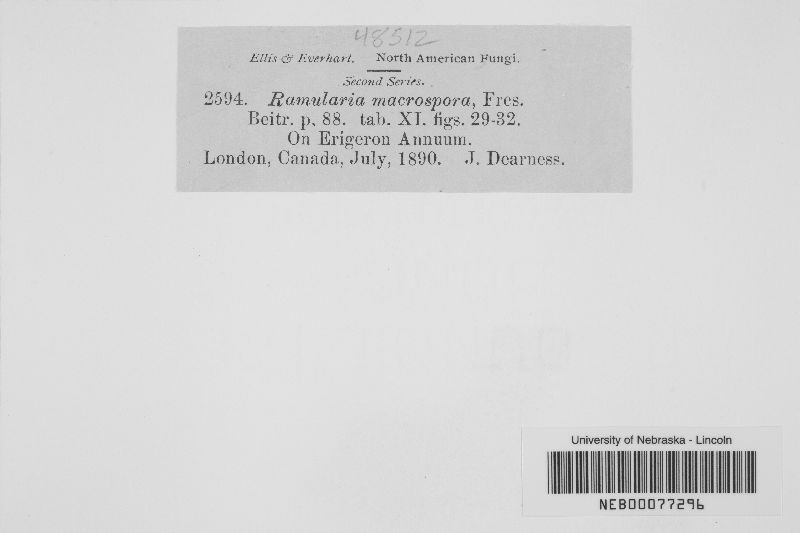 48512
Ellis & Everhart. North American Fungi.
Second Series.
2594. Ramularia macrospora, Fres.
Beitr. p. 88. tab. XI. figs. 29-32.
On Erigeron Annuum.
London, Canada, July, 1890. J. Dearness.
University of Nebraska - Lincoln
NEB00077296